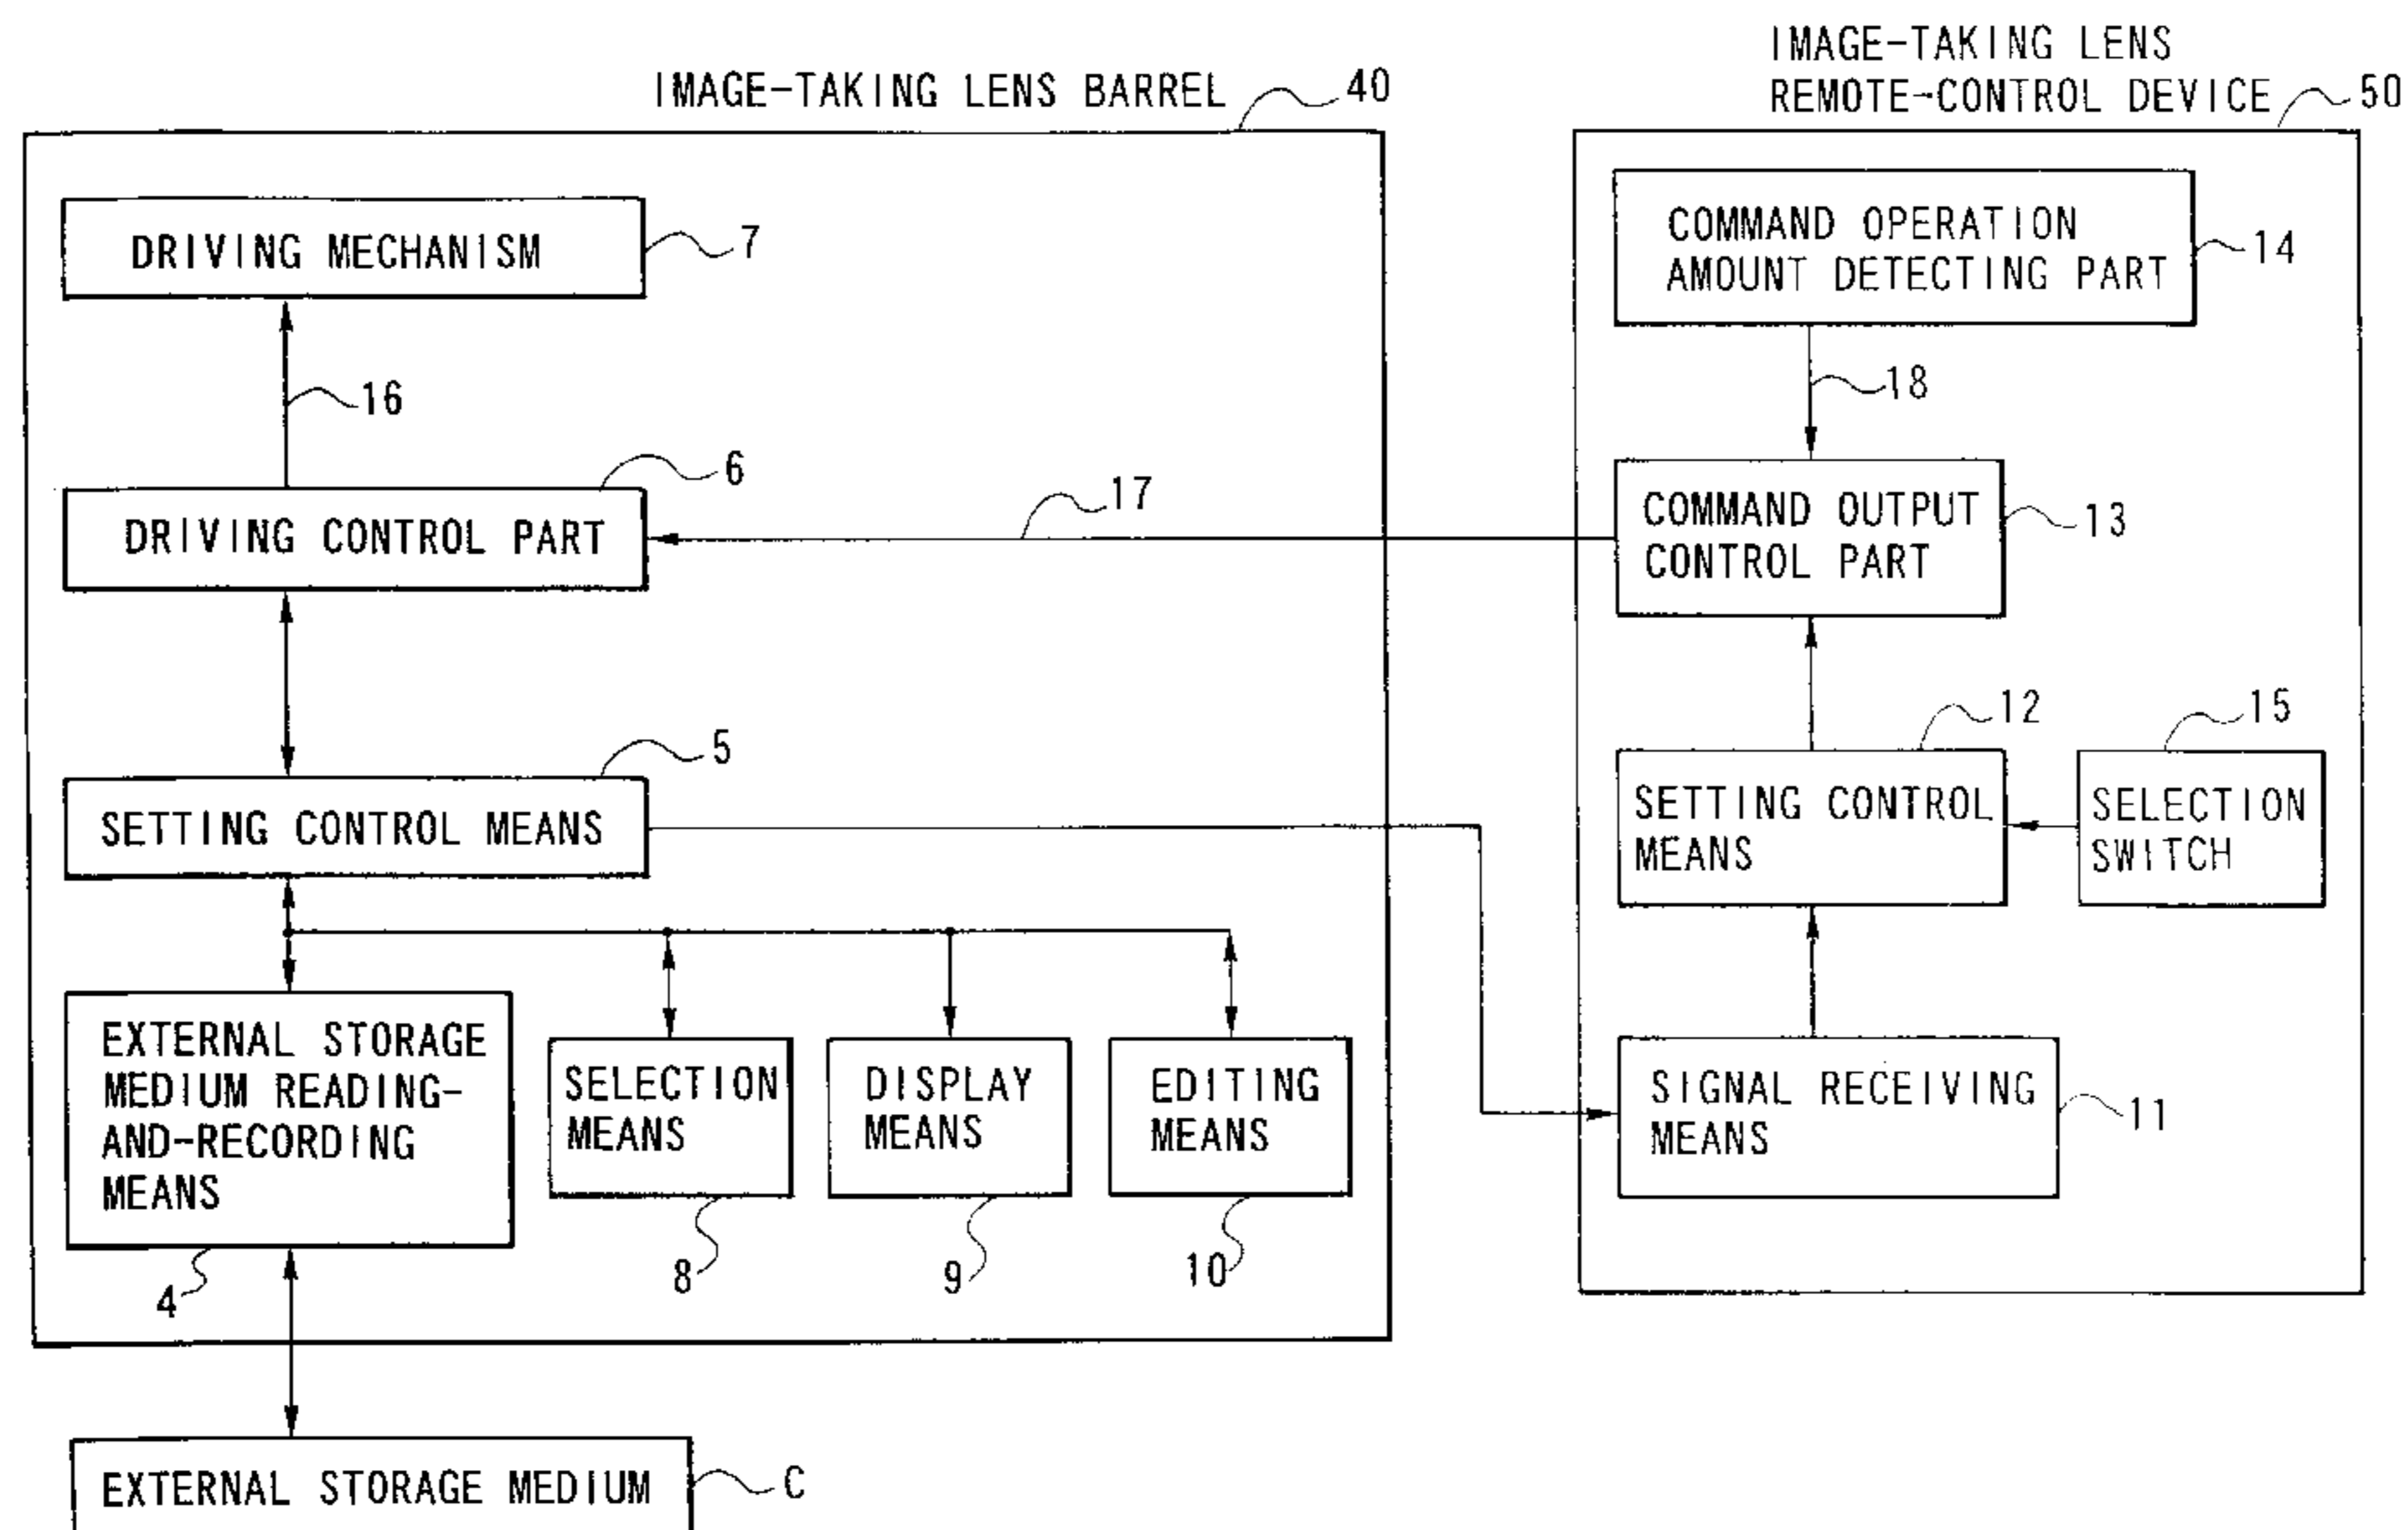 IMAGE-TAKING LENS BARREL
40
IMAGE-TAKING LENS
REMOTE-CONTROL DEVICE
50
DRIVING MECHANISM
7
16
DRIVING CONTROL PART
6
17
SETTING CONTROL MEANS
5
EXTERNAL STORAGE
MEDIUM READING-
AND-RECORDING
MEANS
4
SELECTION
MEANS
8
DISPLAY
MEANS
9
EDITING
MEANS
10
EXTERNAL STORAGE MEDIUM
C
COMMAND OPERATION
AMOUNT DETECTING PART
14
18
COMMAND OUTPUT
CONTROL PART
13
SETTING CONTROL
MEANS
12
SELECTION
SWITCH
15
SIGNAL RECEIVING
MEANS
11